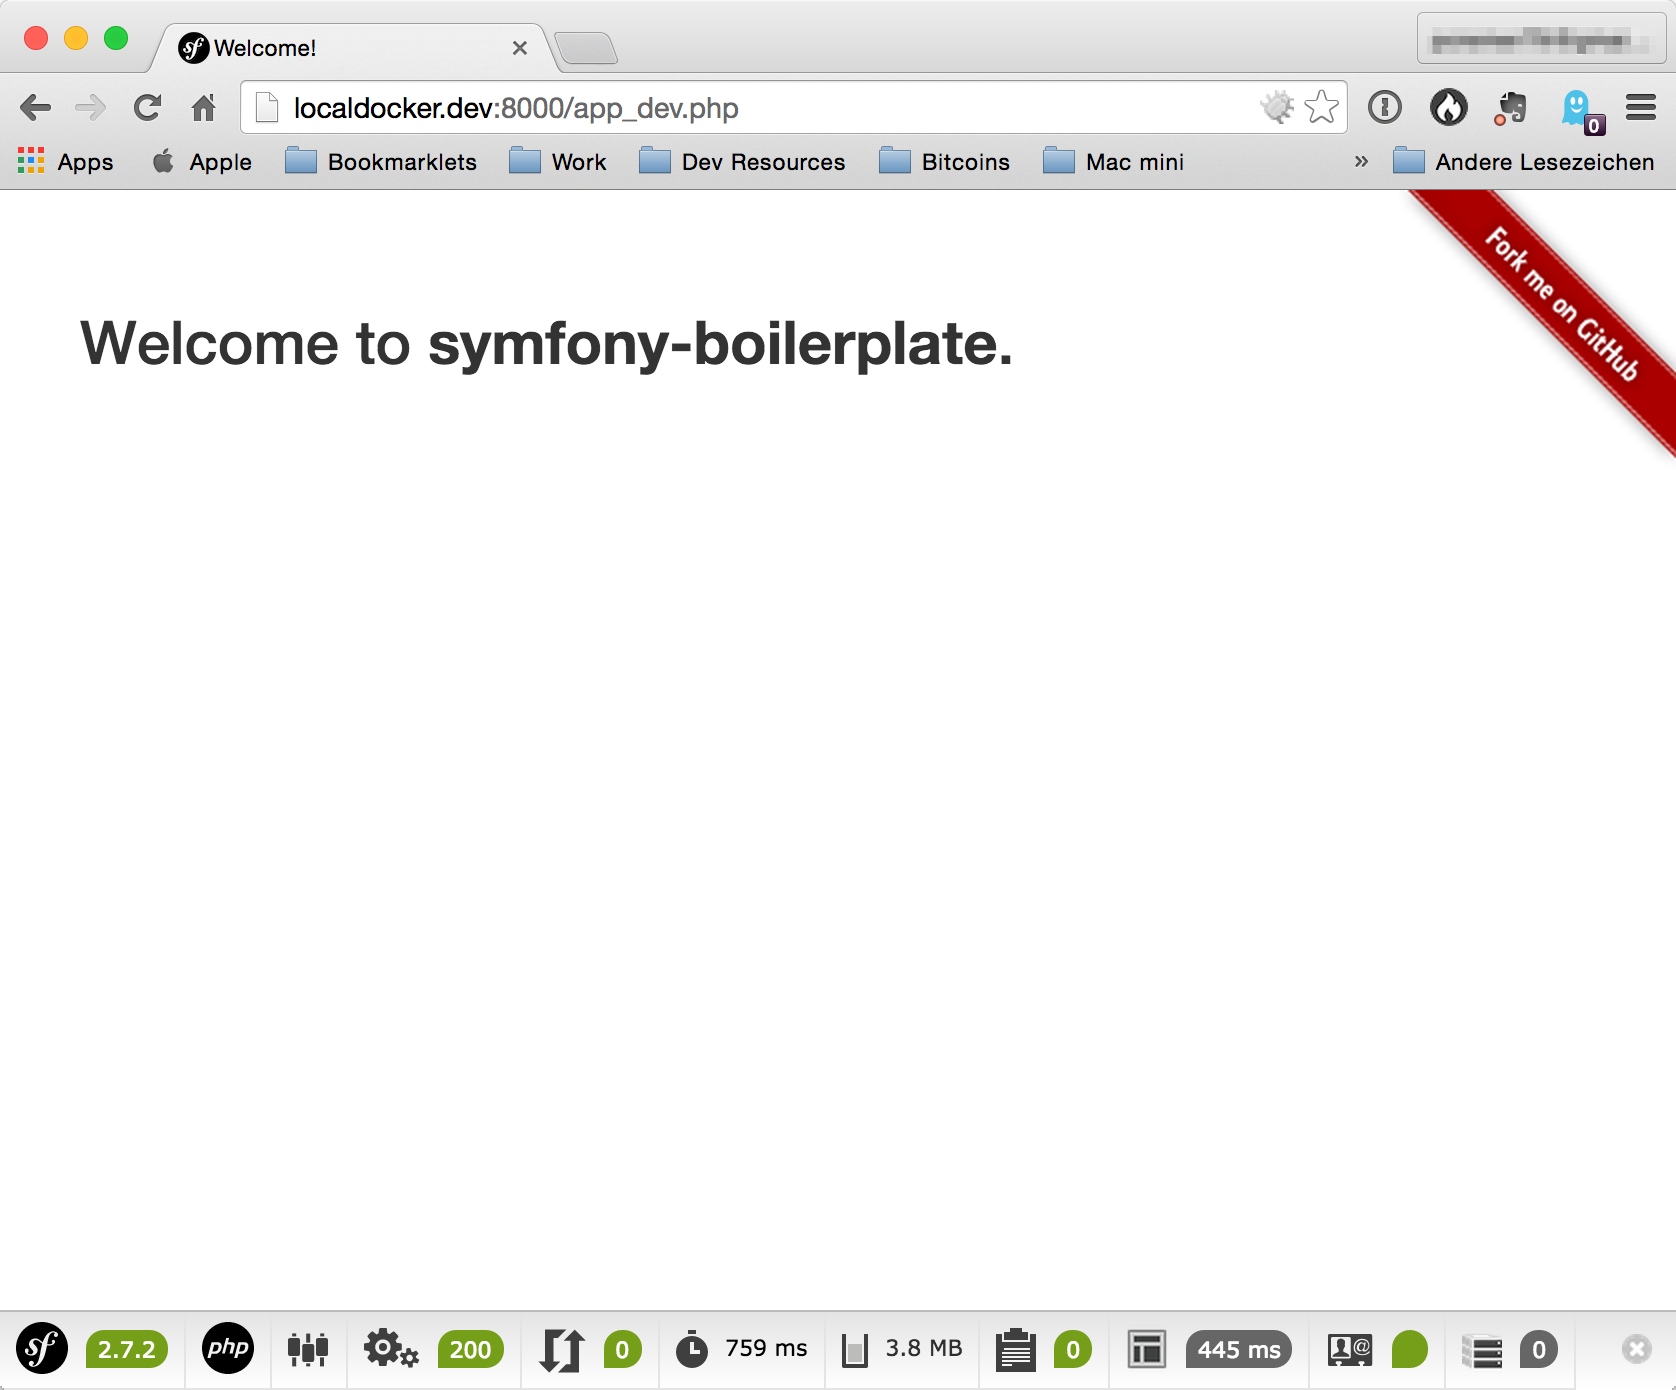 sf Welcome!
localdocker.dev:8000/app_dev.php
0
Apps Apple Bookmarklets Work Dev Resources Bitcoins Mac mini » Andere Lesezeichen
Fork me on GitHub
Welcome to symfony-boilerplate.
sf 2.7.2 php 200 0 759 ms 3.8 MB 0 @ 445 ms 0